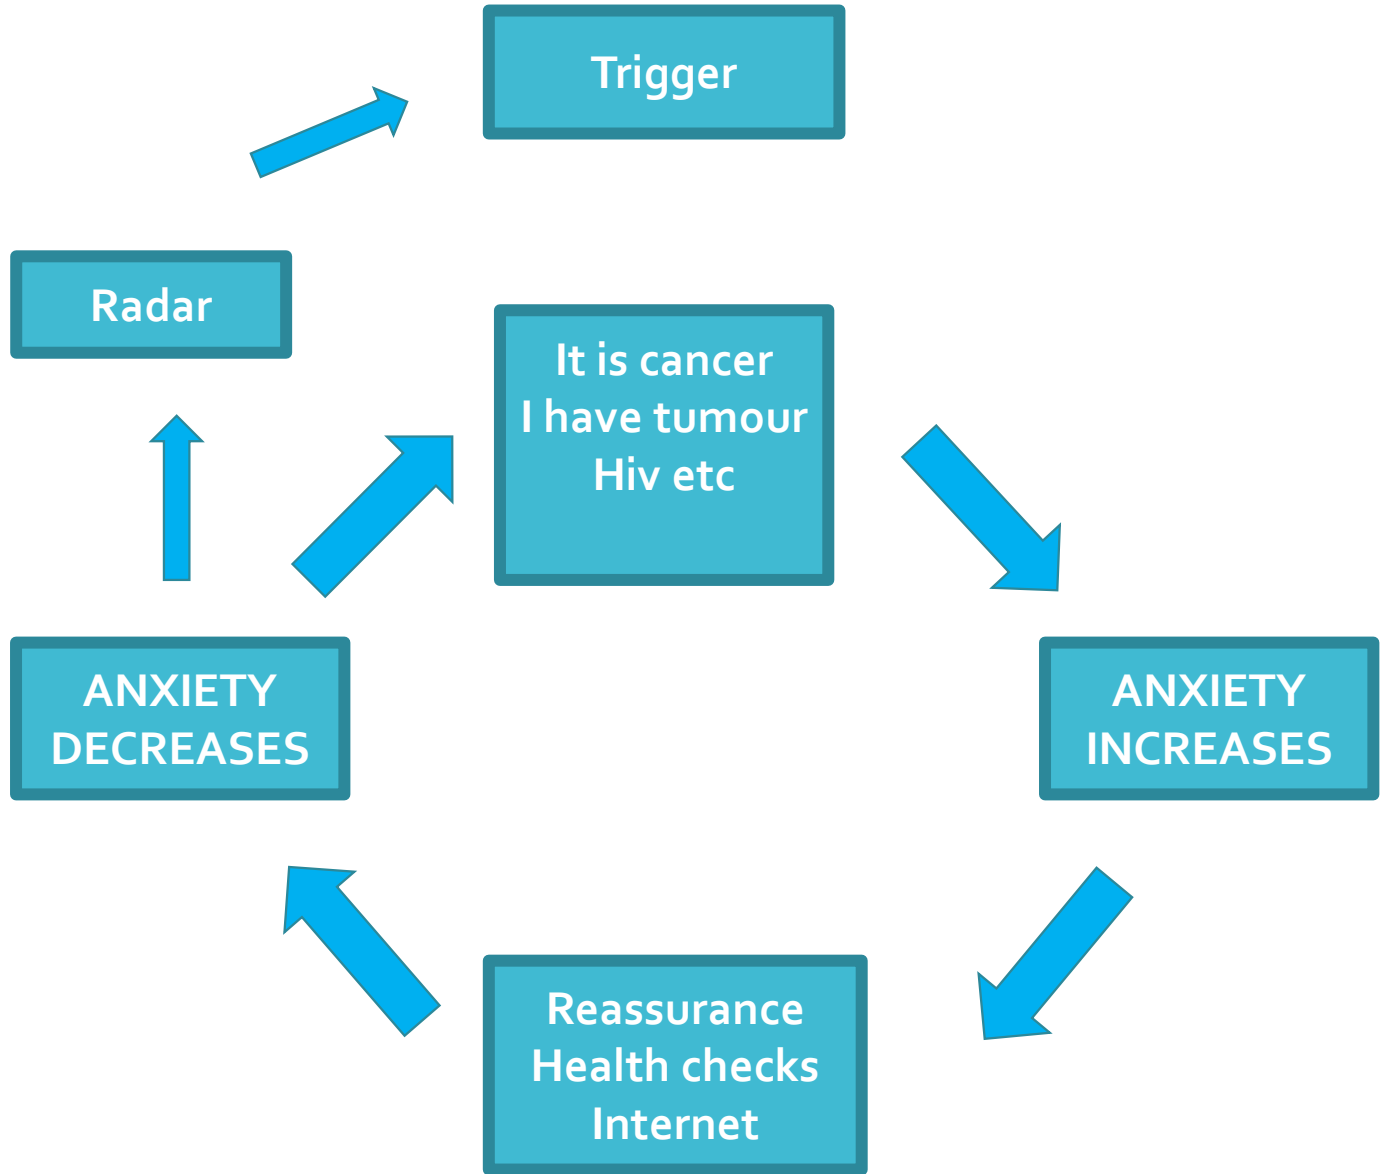 Trigger
Radar
It is cancer
I have tumour
Hiv etc
ANXIETY
DECREASES
ANXIETY
INCREASES
Reassurance
Health checks
Internet